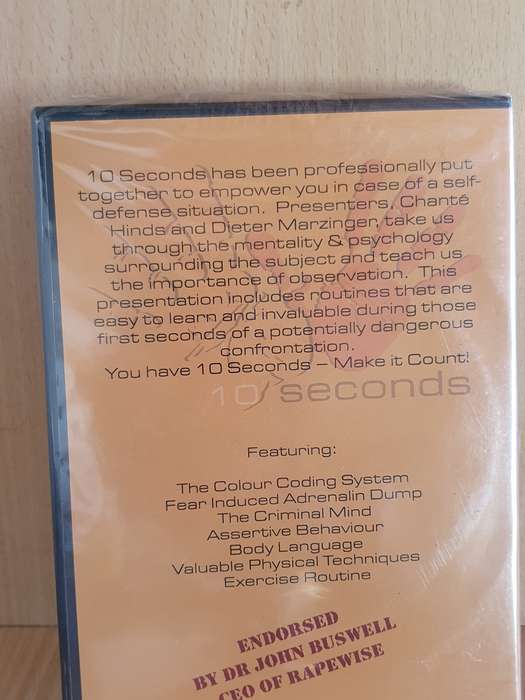 10 Seconds has been professionally put
together to empower you in case of a self-
defense situation. Presenters, Chanté
Hinds and Dieter Marzinger, take us
through the mentality & psychology
surrounding the subject and teach us
the importance of observation. This
presentation includes routines that are
easy to learn and invaluable during those
first seconds of a potentially dangerous
confrontation.
You have 10 Seconds – Make it Count!
10 seconds
Featuring:
The Colour Coding System
Fear Induced Adrenalin Dump
The Criminal Mind
Assertive Behaviour
Body Language
Valuable Physical Techniques
Exercise Routine
ENDORSED
BY DR JOHN BUSWELL
CEO OF RAPEWISE